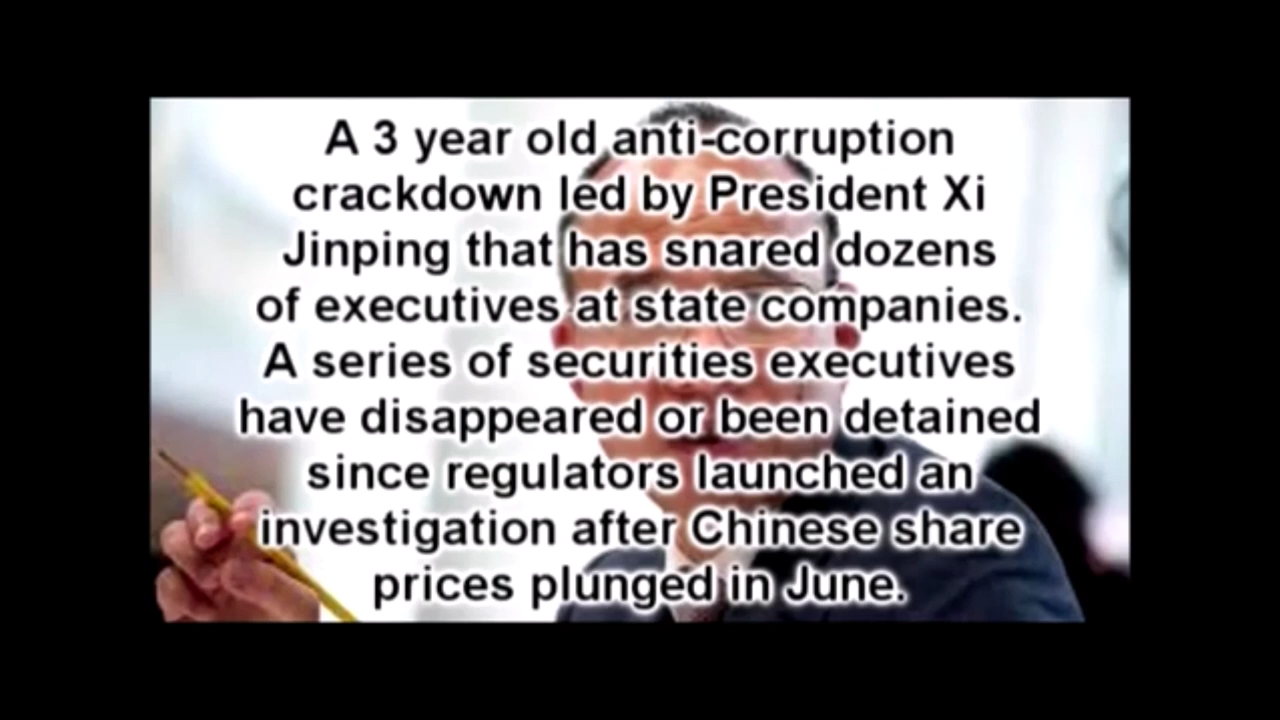 A 3 year old anti-corruption
crackdown led by President Xi
Jinping that has snared dozens
of executives at state companies.
A series of securities executives
have disappeared or been detained
since regulators launched an
investigation after Chinese share
prices plunged in June.